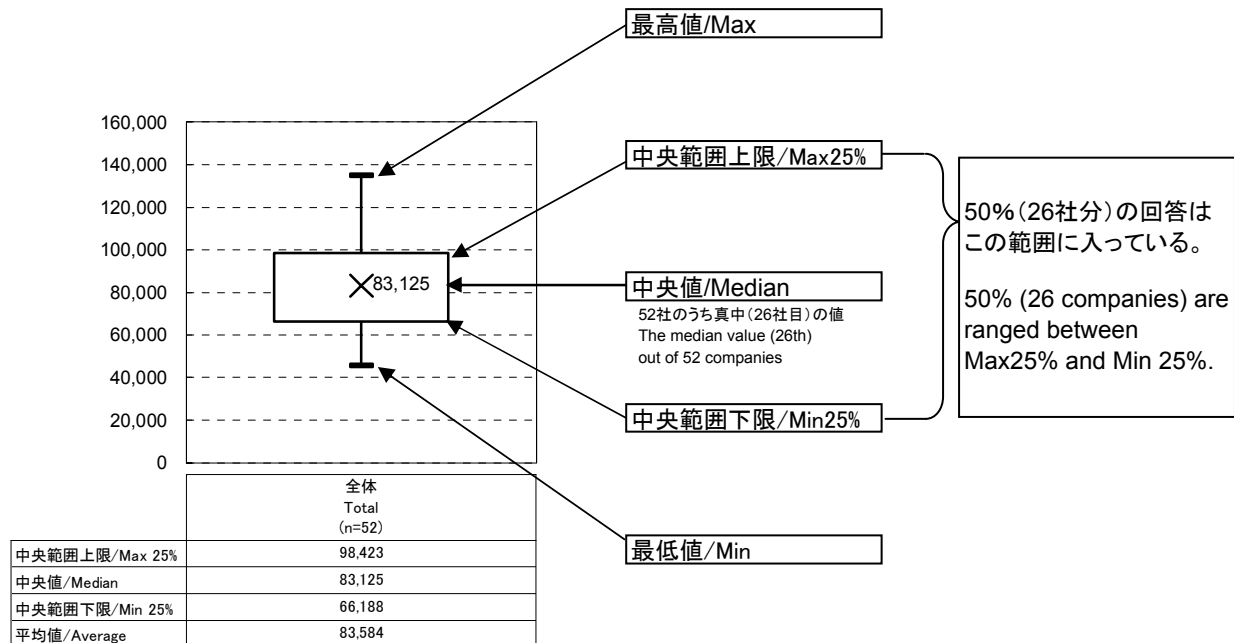 最高値/Max
160,000
140,000
120,000
100,000
80,000
60,000
40,000
20,000
0
83,125
中央範囲上限/Max25%
中央値/Median
52社のうち真中(26社目)の値
The median value (26th)
out of 52 companies
中央範囲下限/Min25%
最低値/Min
50%(26社分)の回答は
この範囲に入っている。
50% (26 companies) are
ranged between
Max25% and Min 25%.
全体
Total
(n=52)
中央範囲上限/Max 25% 98,423
中央値/Median 83,125
中央範囲下限/Min 25% 66,188
平均値/Average 83,584